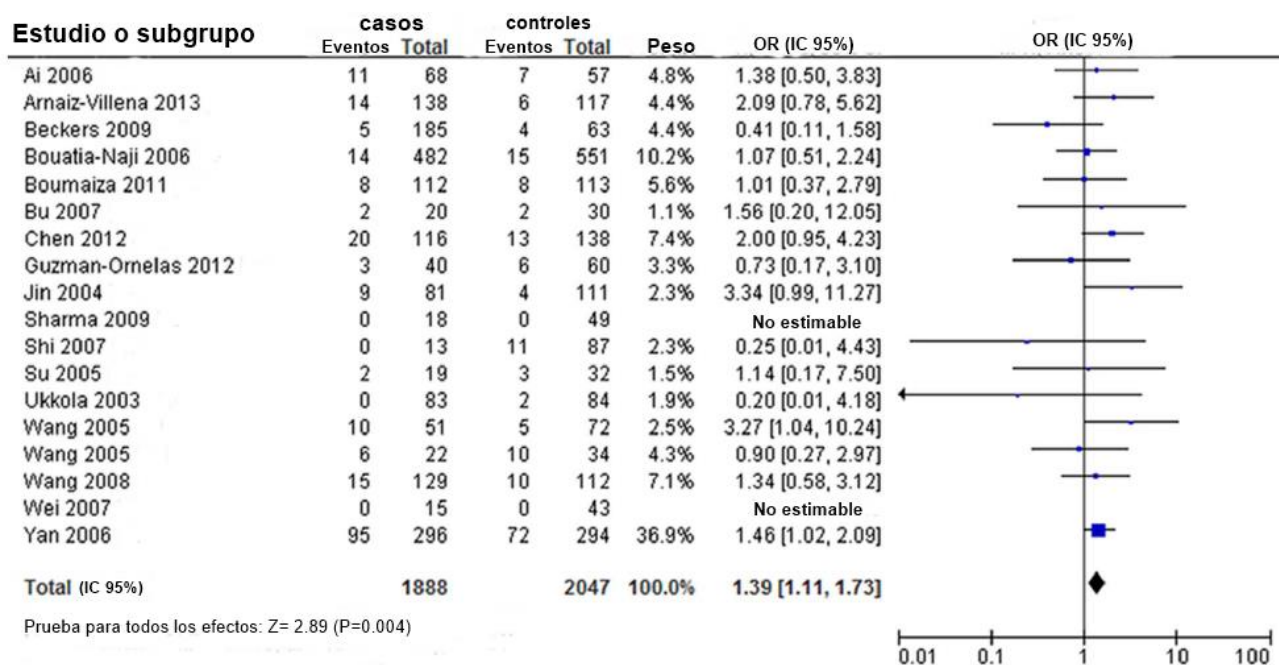 casos controles
Estudio o subgrupo Eventos Total Eventos Total Peso OR (IC 95%) OR (IC 95%)
Ai 2006 11 68 7 57 4.8% 1.38 [0.50, 3.83]
Arnaiz-Villena 2013 14 138 6 117 4.4% 2.09 [0.78, 5.62]
Beckers 2009 5 185 4 63 4.4% 0.41 [0.11, 1.58]
Bouatia-Naji 2006 14 482 15 551 10.2% 1.07 [0.51, 2.24]
Boumaiza 2011 8 112 8 113 5.6% 1.01 [0.37, 2.79]
Bu 2007 2 20 2 30 1.1% 1.56 [0.20, 12.05]
Chen 2012 20 116 13 138 7.4% 2.00 [0.95, 4.23]
Guzman-Ornelas 2012 3 40 6 60 3.3% 0.73 [0.17, 3.10]
Jin 2004 9 81 4 111 2.3% 3.34 [0.99, 11.27]
Sharma 2009 0 18 0 49 No estimable
Shi 2007 0 13 11 87 2.3% 0.25 [0.01, 4.43]
Su 2005 2 19 3 32 1.5% 1.14 [0.17, 7.50]
Ukkola 2003 0 83 2 84 1.9% 0.20 [0.01, 4.18]
Wang 2005 10 51 5 72 2.5% 3.27 [1.04, 10.24]
Wang 2005 6 22 10 34 4.3% 0.90 [0.27, 2.97]
Wang 2008 15 129 10 112 7.1% 1.34 [0.58, 3.12]
Wei 2007 0 15 0 43 No estimable
Yan 2006 95 296 72 294 36.9% 1.46 [1.02, 2.09]
Total (IC 95%) 1888 2047 100.0% 1.39 [1.11, 1.73]
Prueba para todos los efectos: Z= 2.89 (P=0.004)
0.01 0.1 1 10 100